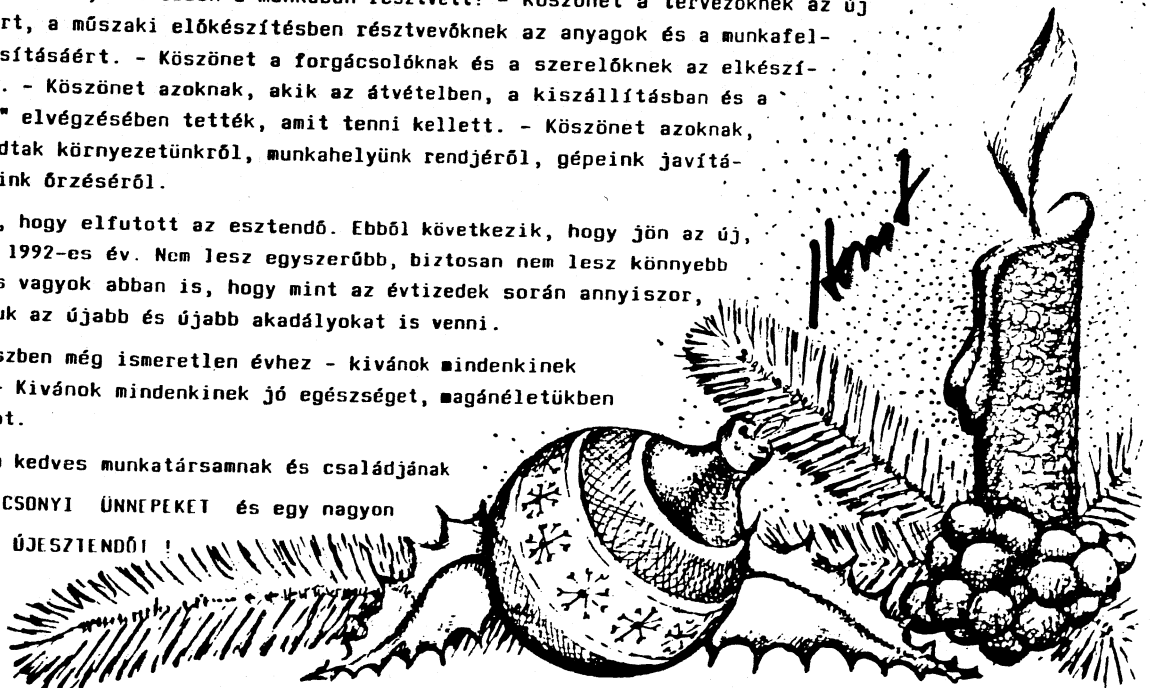 résztvett! - Köszönet a tervezőknek az új
rt, a műszaki előkészítésben résztvevőknek az anyagok és a munkafel-
sításáért. - Köszönet a forgácsolóknak és a szerelőknek az elkészí-
. - Köszönet azoknak, akik az átvételben, a kiszállításban és a
" elvégzésében tették, amit tenni kellett. - Köszönet azoknak,
dtak környezetünkről, munkahelyünk rendjéről, gépeink javítá-
ink őrzéséről.
, hogy elfutott az esztendő. Ebből következik, hogy jön az új,
1992-es év. Nem lesz egyszerűbb, biztosan nem lesz könnyebb
s vagyok abban is, hogy mint az évtizedek során annyiszor,
uk az újabb és újabb akadályokat is venni.
szben még ismeretlen évhez - kivánok mindenkinek
- Kivánok mindenkinek jó egészséget, magánéletükben
t.
kedves munkatársamnak és családjának
CSONYI ÜNNEPEKET és egy nagyon
ÚJESZTENDŐT !